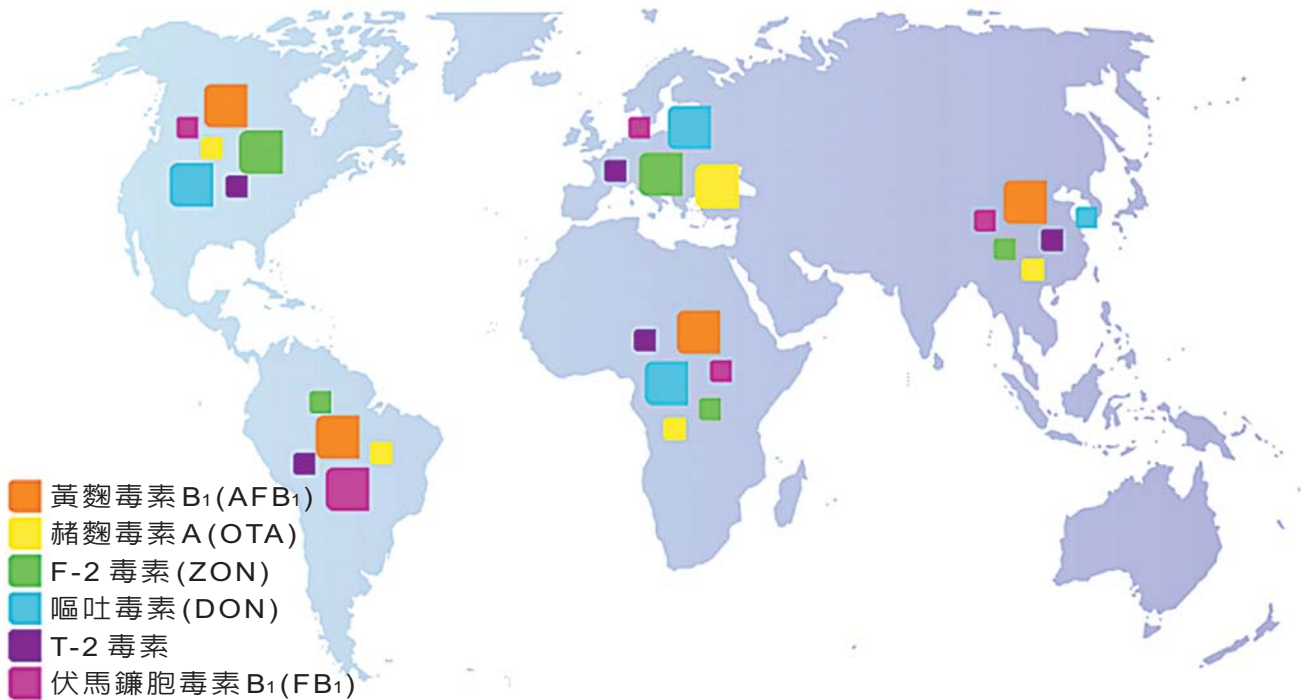 黃麴毒素B₁(AFB₁)
赭麴毒素A(OTA)
F-2 毒素(ZON)
嘔吐毒素(DON)
T-2 毒素
伏馬鐮胞毒素B₁(FB₁)